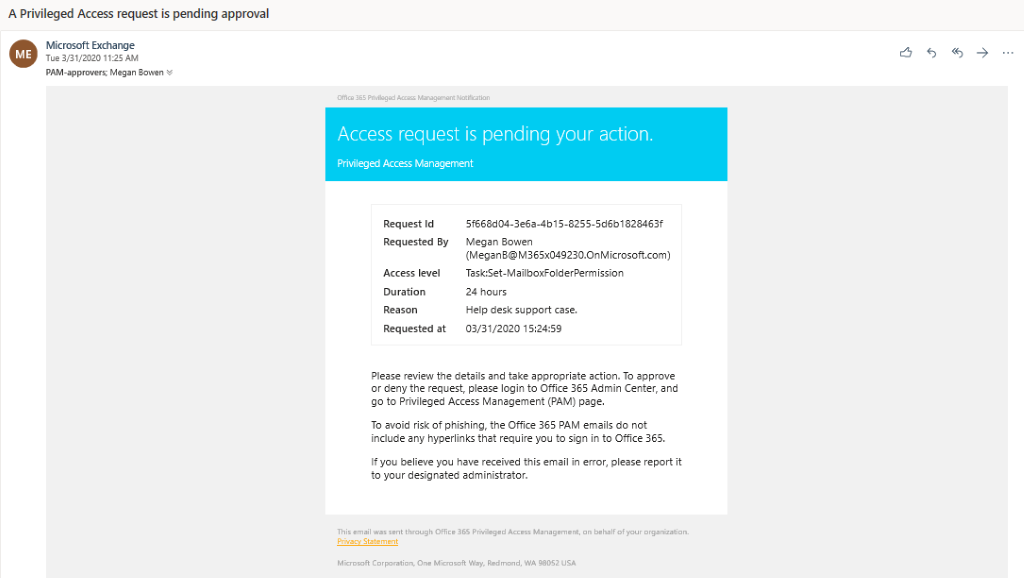 A Privileged Access request is pending approval
ME
Microsoft Exchange
Tue 3/31/2020 11:25 AM
PAM-approvers; Megan Bowen
Office 365 Privileged Access Management Notification
Access request is pending your action.
Privileged Access Management
Request Id 5f668d04-3e6a-4b15-8255-5d6b1828463f
Requested By Megan Bowen
(MeganB@M365x049230.OnMicrosoft.com)
Access level Task:Set-MailboxFolderPermission
Duration 24 hours
Reason Help desk support case.
Requested at 03/31/2020 15:24:59
Please review the details and take appropriate action. To approve
or deny the request, please login to Office 365 Admin Center, and
go to Privileged Access Management (PAM) page.
To avoid risk of phishing, the Office 365 PAM emails do not
include any hyperlinks that require you to sign in to Office 365.
If you believe you have received this email in error, please report it
to your designated administrator.
This email was sent through Office 365 Privileged Access Management, on behalf of your organization.
Privacy Statement
Microsoft Corporation, One Microsoft Way, Redmond, WA 98052 USA